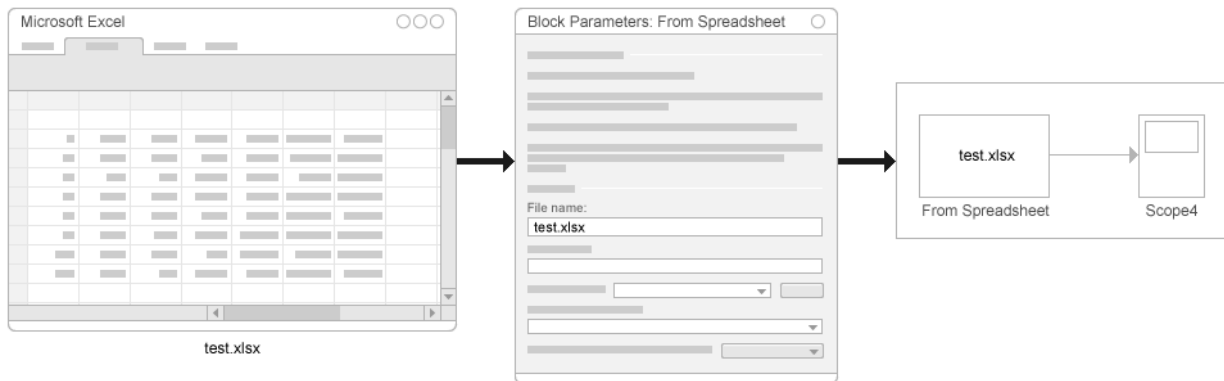 Microsoft Excel
test.xlsx
Block Parameters: From Spreadsheet
File name:
test.xlsx
test.xlsx
From Spreadsheet
Scope4